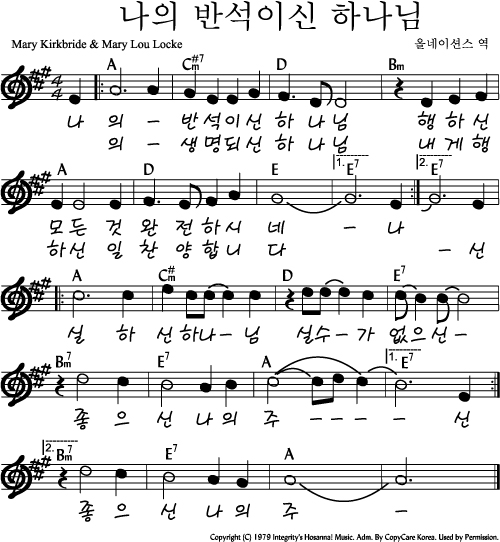 나의 반석이신 하나님
Mary Kirkbride & Mary Lou Locke 올네이션스 역
A C#m7 D Bm
나 의 - 반 석 이 신 하 나 님 행 하 신
의 - 생 명 되 신 하 나 님 내 게 행
A D E 1. E7 2. E7
모 든 것 완 전 하 시 네 - 나
하 신 일 찬 양 합 니 다 - 신
A C#m D E7
실 하 신 하 나 - 님 실 수 - 가 없 으 신 -
Bm7 E7 A 1. E7
좋 으 신 나 의 주 - - - - 신
2. Bm7 E7 A
좋 으 신 나 의 주 -
Copyright (C) 1979 Integrity's Hosanna! Music. Adm. By CopyCare Korea. Used by Permission.